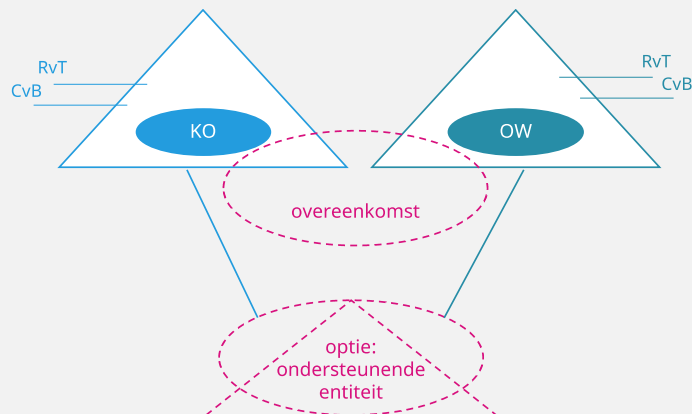 RvT
CvB
KO
RvT
CvB
OW
overeenkomst
optie:
ondersteunende
entiteit